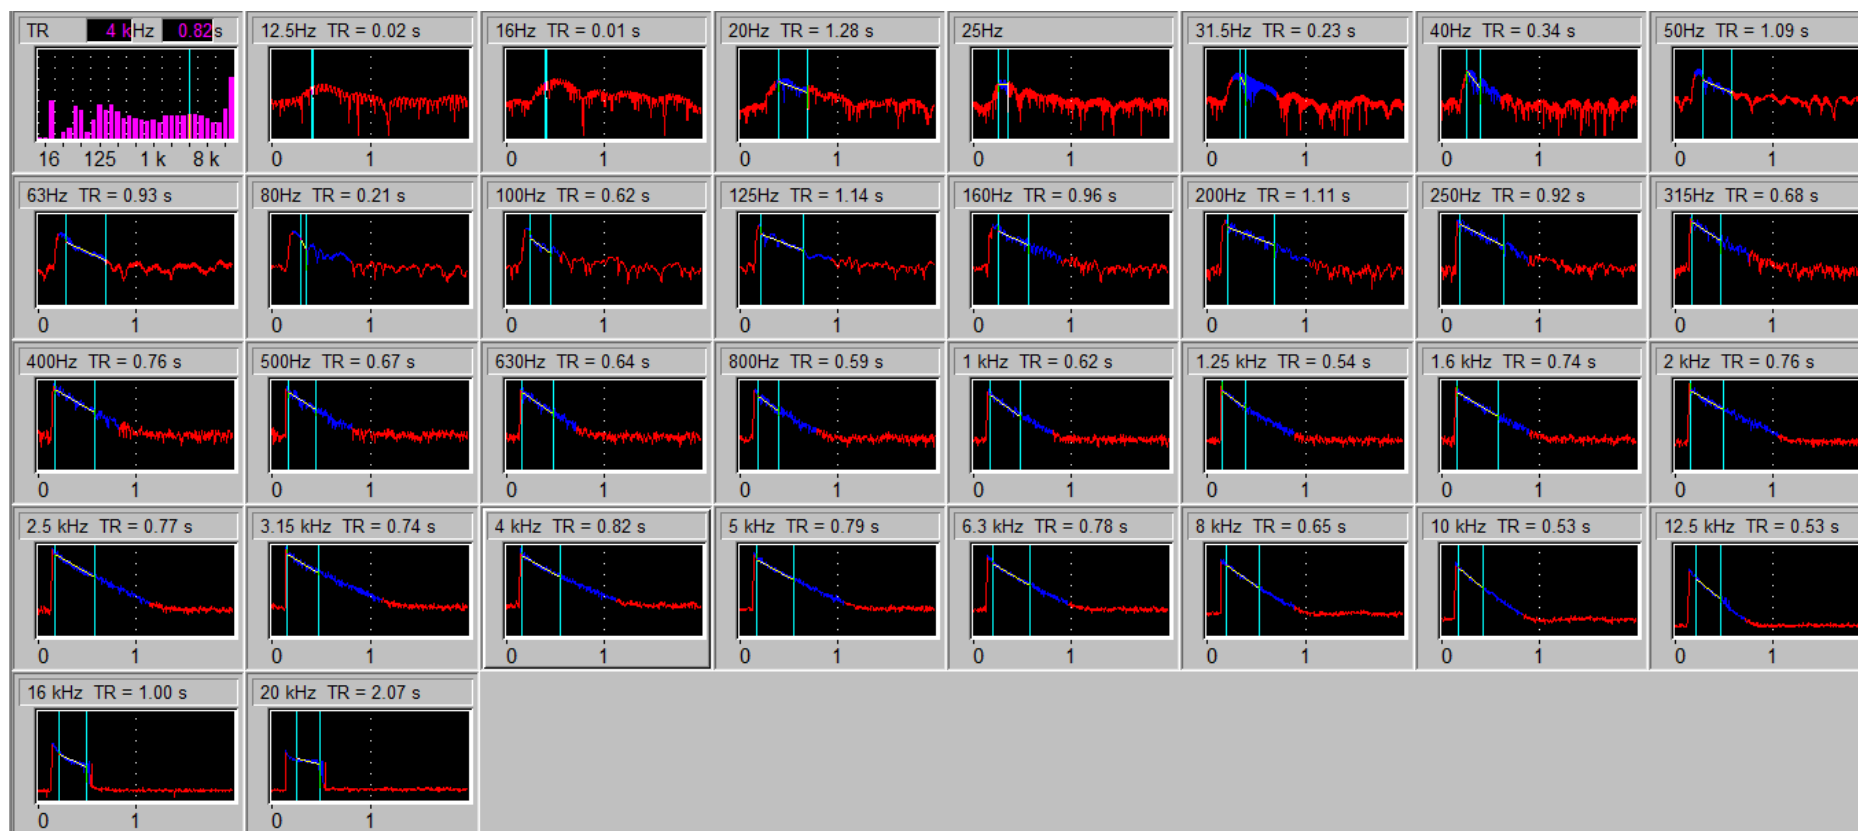 TR 4 kHz 0.82s
12.5Hz TR = 0.02 s
16Hz TR = 0.01 s
20Hz TR = 1.28 s
25Hz
31.5Hz TR = 0.23 s
40Hz TR = 0.34 s
50Hz TR = 1.09 s
16 125 1 k 8 k
0 1
0 1
0 1
0 1
0 1
0 1
0 1
63Hz TR = 0.93 s
80Hz TR = 0.21 s
100Hz TR = 0.62 s
125Hz TR = 1.14 s
160Hz TR = 0.96 s
200Hz TR = 1.11 s
250Hz TR = 0.92 s
315Hz TR = 0.68 s
0 1
0 1
0 1
0 1
0 1
0 1
0 1
0 1
400Hz TR = 0.76 s
500Hz TR = 0.67 s
630Hz TR = 0.64 s
800Hz TR = 0.59 s
1 kHz TR = 0.62 s
1.25 kHz TR = 0.54 s
1.6 kHz TR = 0.74 s
2 kHz TR = 0.76 s
0 1
0 1
0 1
0 1
0 1
0 1
0 1
0 1
2.5 kHz TR = 0.77 s
3.15 kHz TR = 0.74 s
4 kHz TR = 0.82 s
5 kHz TR = 0.79 s
6.3 kHz TR = 0.78 s
8 kHz TR = 0.65 s
10 kHz TR = 0.53 s
12.5 kHz TR = 0.53 s
0 1
0 1
0 1
0 1
0 1
0 1
0 1
0 1
16 kHz TR = 1.00 s
20 kHz TR = 2.07 s
0 1
0 1